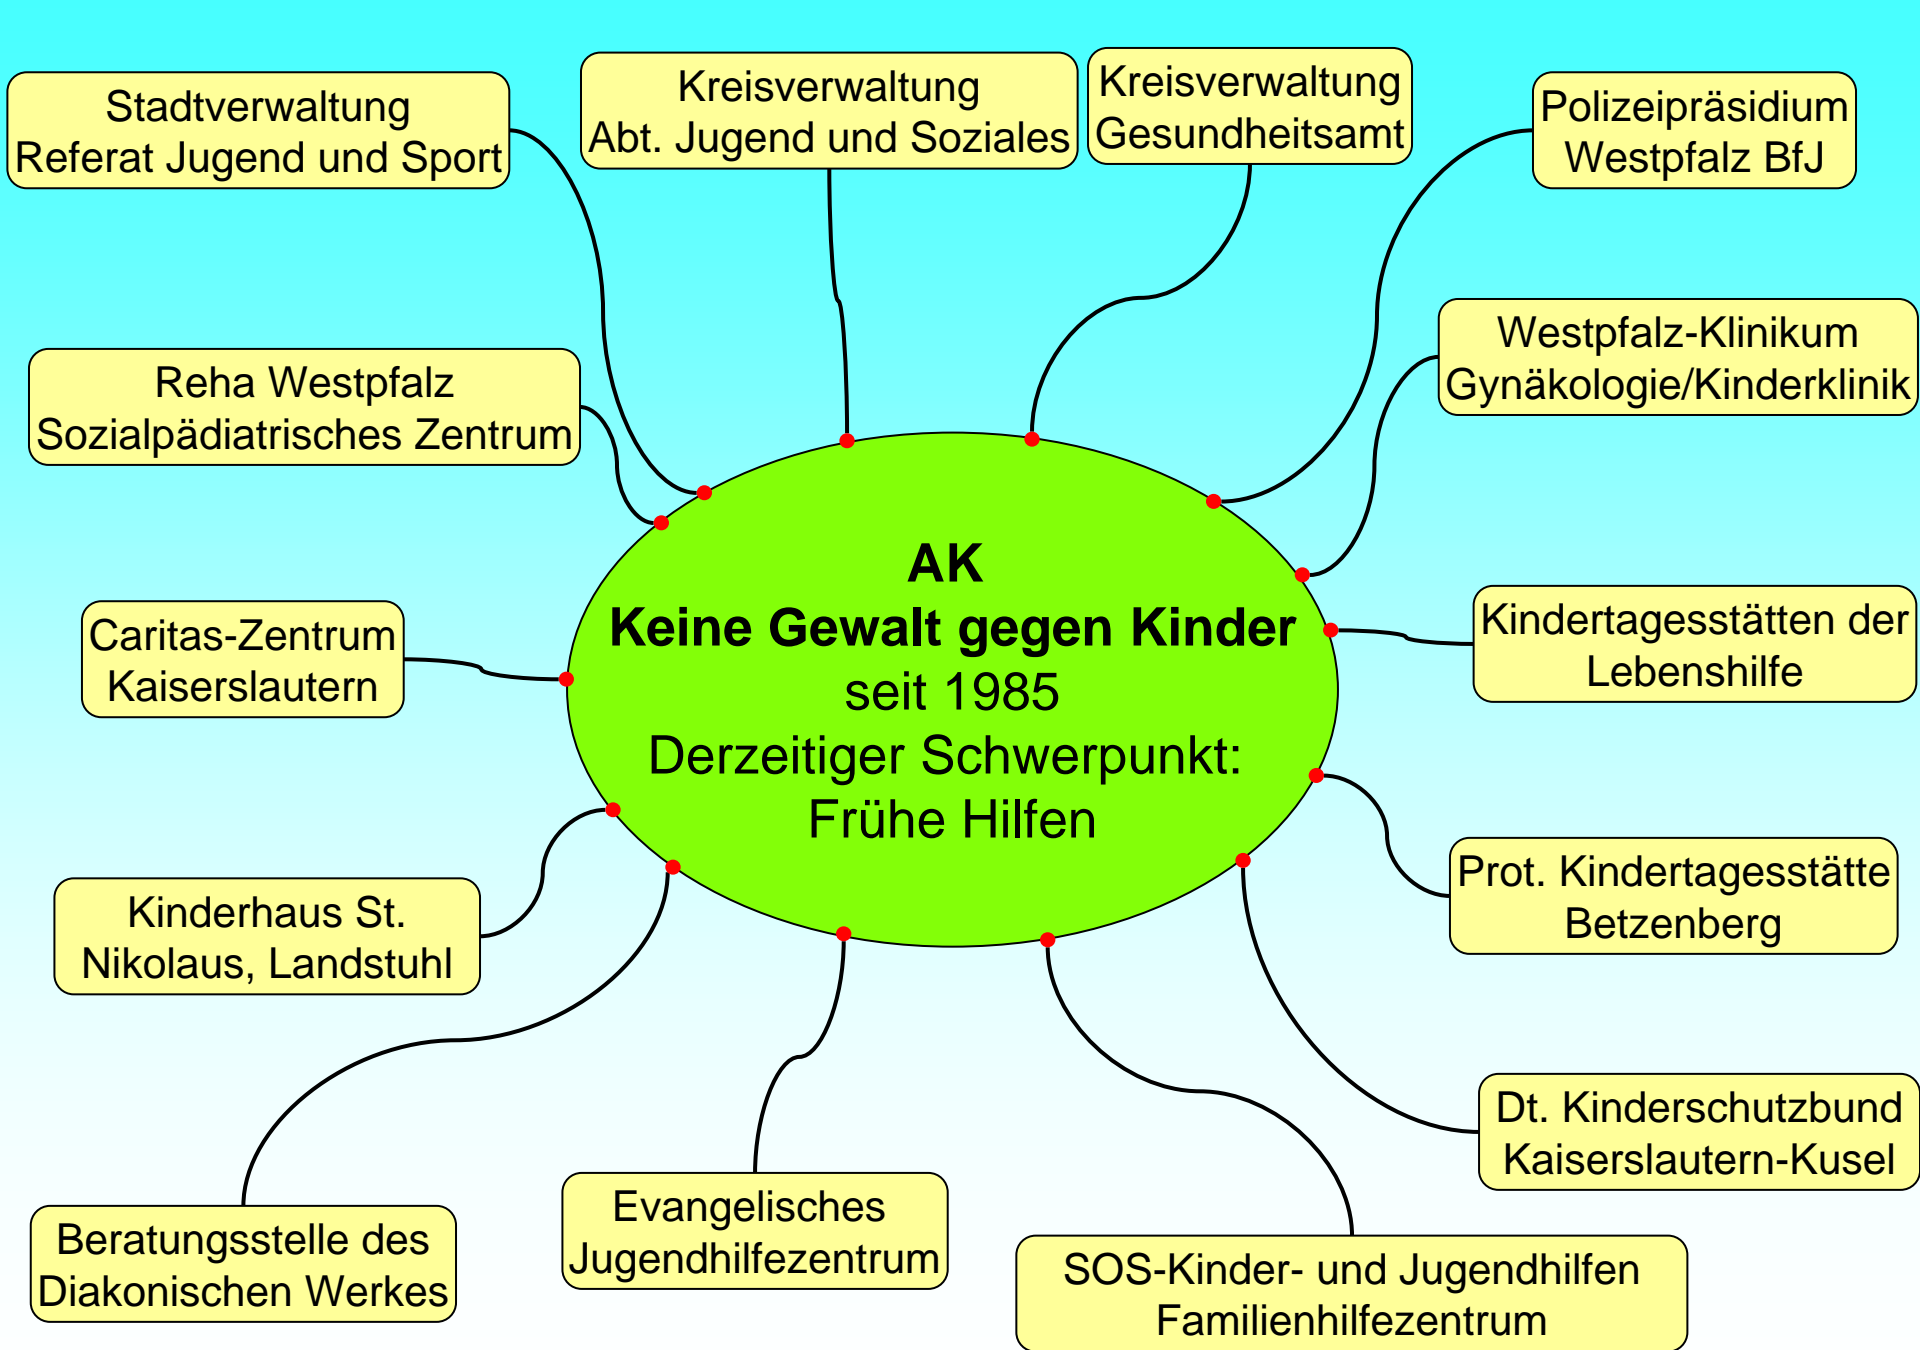 Stadtverwaltung
Referat Jugend und Sport
Kreisverwaltung
Abt. Jugend und Soziales
Kreisverwaltung
Gesundheitsamt
Polizeipräsidium
Westpfalz BfJ
Reha Westpfalz
Sozialpädiatrisches Zentrum
Westpfalz-Klinikum
Gynäkologie/Kinderklinik
AK
Keine Gewalt gegen Kinder
seit 1985
Derzeitiger Schwerpunkt:
Frühe Hilfen
Caritas-Zentrum
Kaiserslautern
Kindertagesstätten der
Lebenshilfe
Kinderhaus St.
Nikolaus, Landstuhl
Prot. Kindertagesstätte
Betzenberg
Beratungsstelle des
Diakonischen Werkes
Evangelisches
Jugendhilfezentrum
SOS-Kinder- und Jugendhilfen
Familienhilfezentrum
Dt. Kinderschutzbund
Kaiserslautern-Kusel